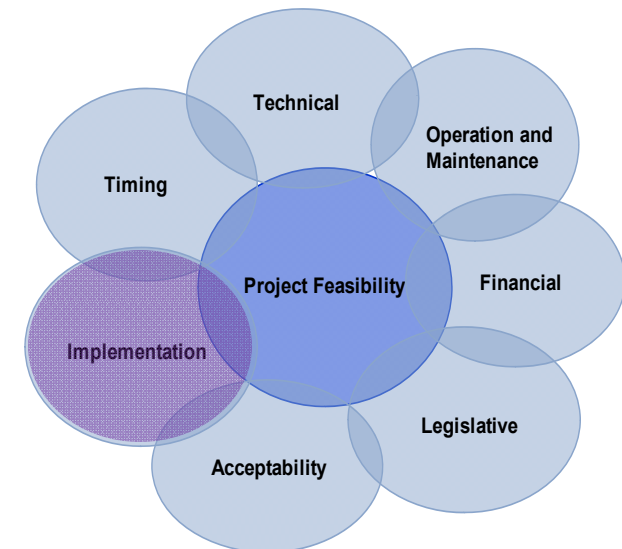 Technical
Operation and
Maintenance
Timing
Project Feasibility
Financial
Implementation
Legislative
Acceptability